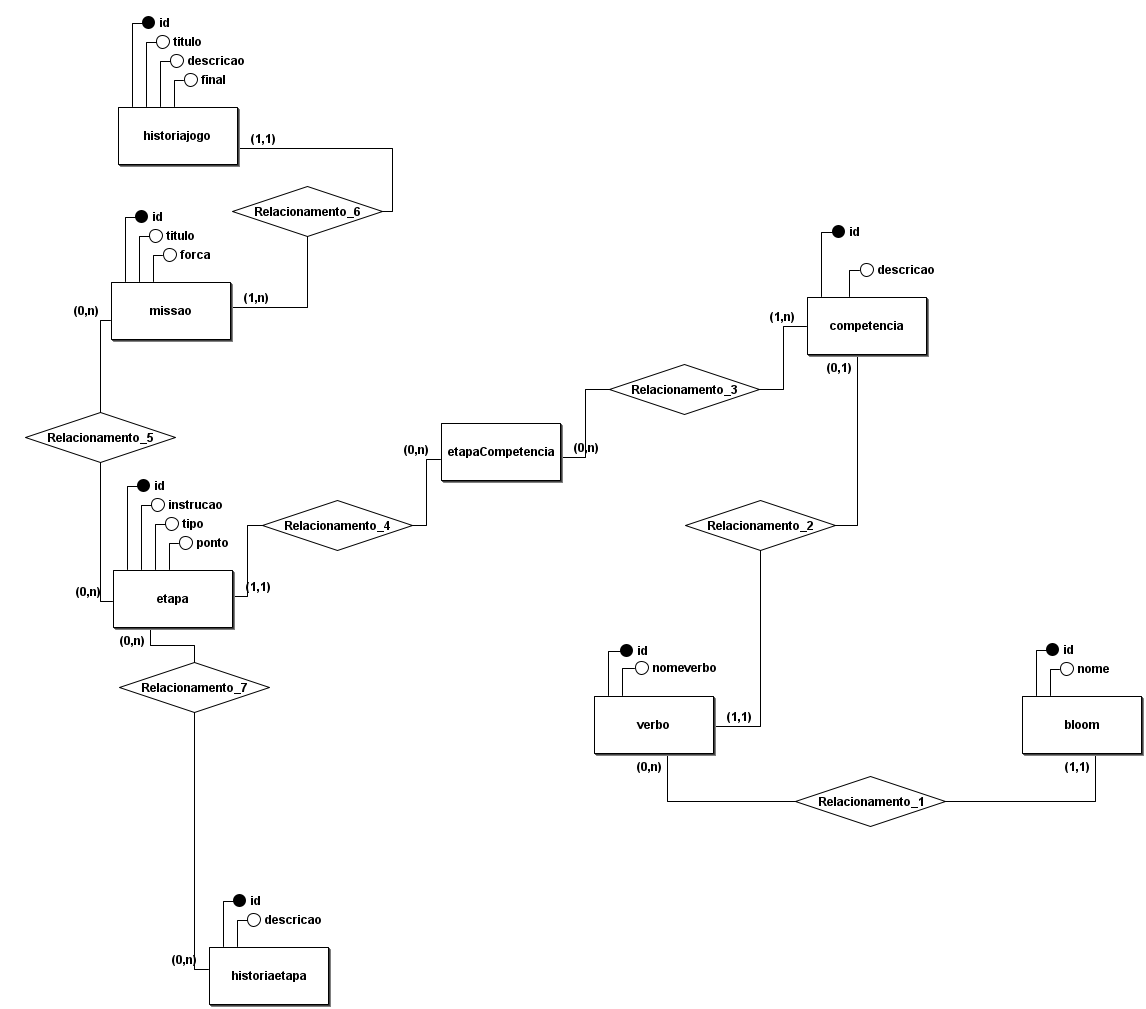 id
titulo
descricao
final
historiajogo
(1,1)
Relacionamento_6
id
titulo
forca
(1,n)
(0,n)
missao
id
descricao
(1,n)
competencia
(0,1)
Relacionamento_3
Relacionamento_5
(0,n)
etapaCompetencia
(0,n)
id
instrucao
tipo
ponto
Relacionamento_4
Relacionamento_2
(0,n)
etapa
(1,1)
(0,n)
Relacionamento_7
id
nomeverbo
verbo
(1,1)
(0,n)
id
nome
bloom
(1,1)
Relacionamento_1
id
descricao
(0,n)
historiaetapa